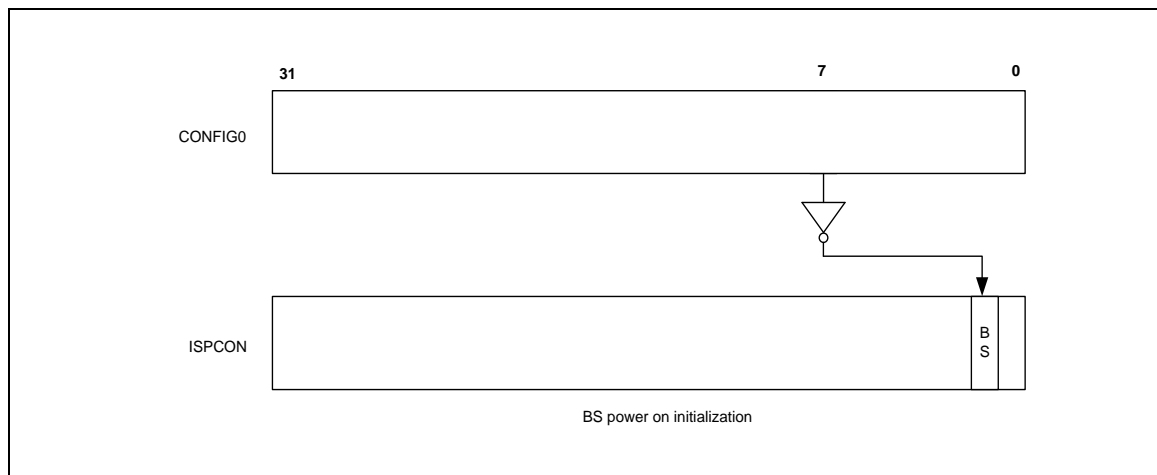 31 7 0
CONFIG0
ISPCON
B
S
BS power on initialization